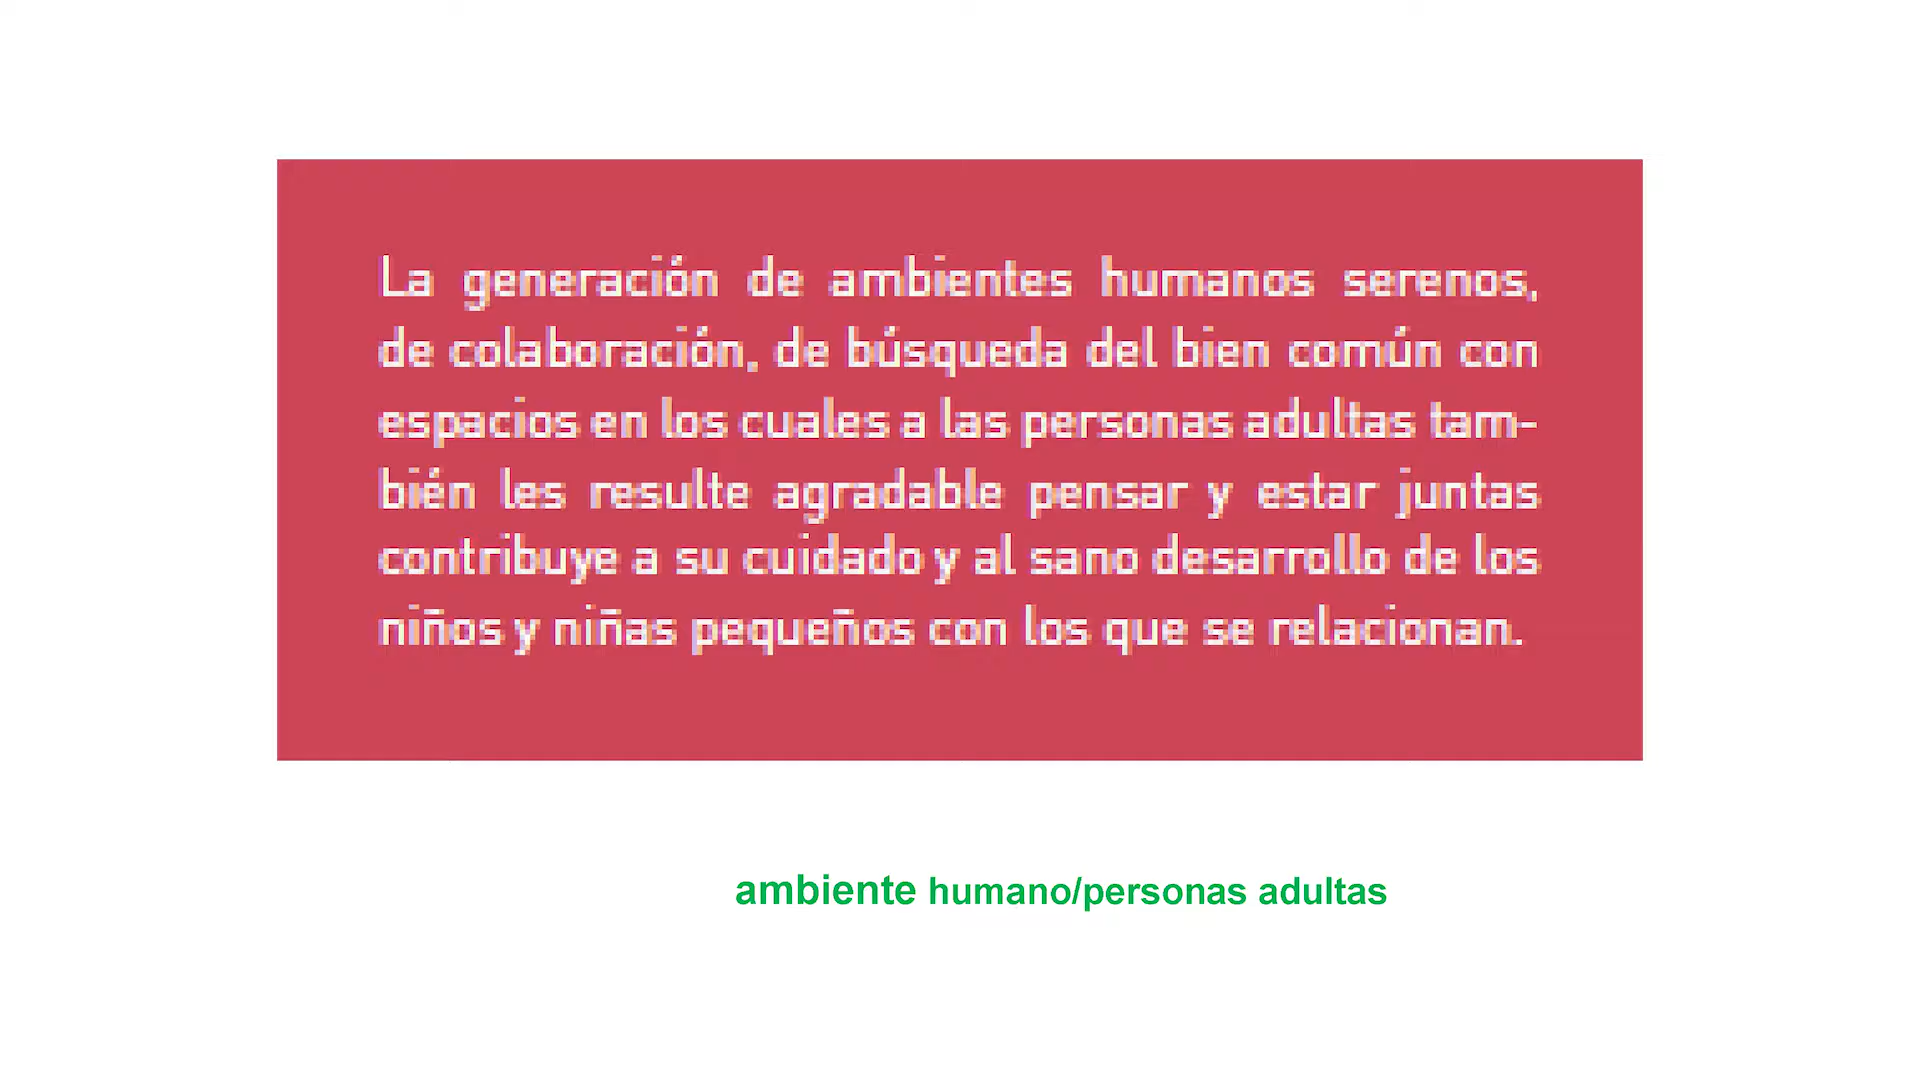 La generación de ambientes humanos serenos,
de colaboración, de búsqueda del bien común con
espacios en los cuales a las personas adultas tam-
bién les resulte agradable pensar y estar juntas
contribuye a su cuidado y al sano desarrollo de los
niños y niñas pequeños con los que se relacionan.
ambiente humano/personas adultas